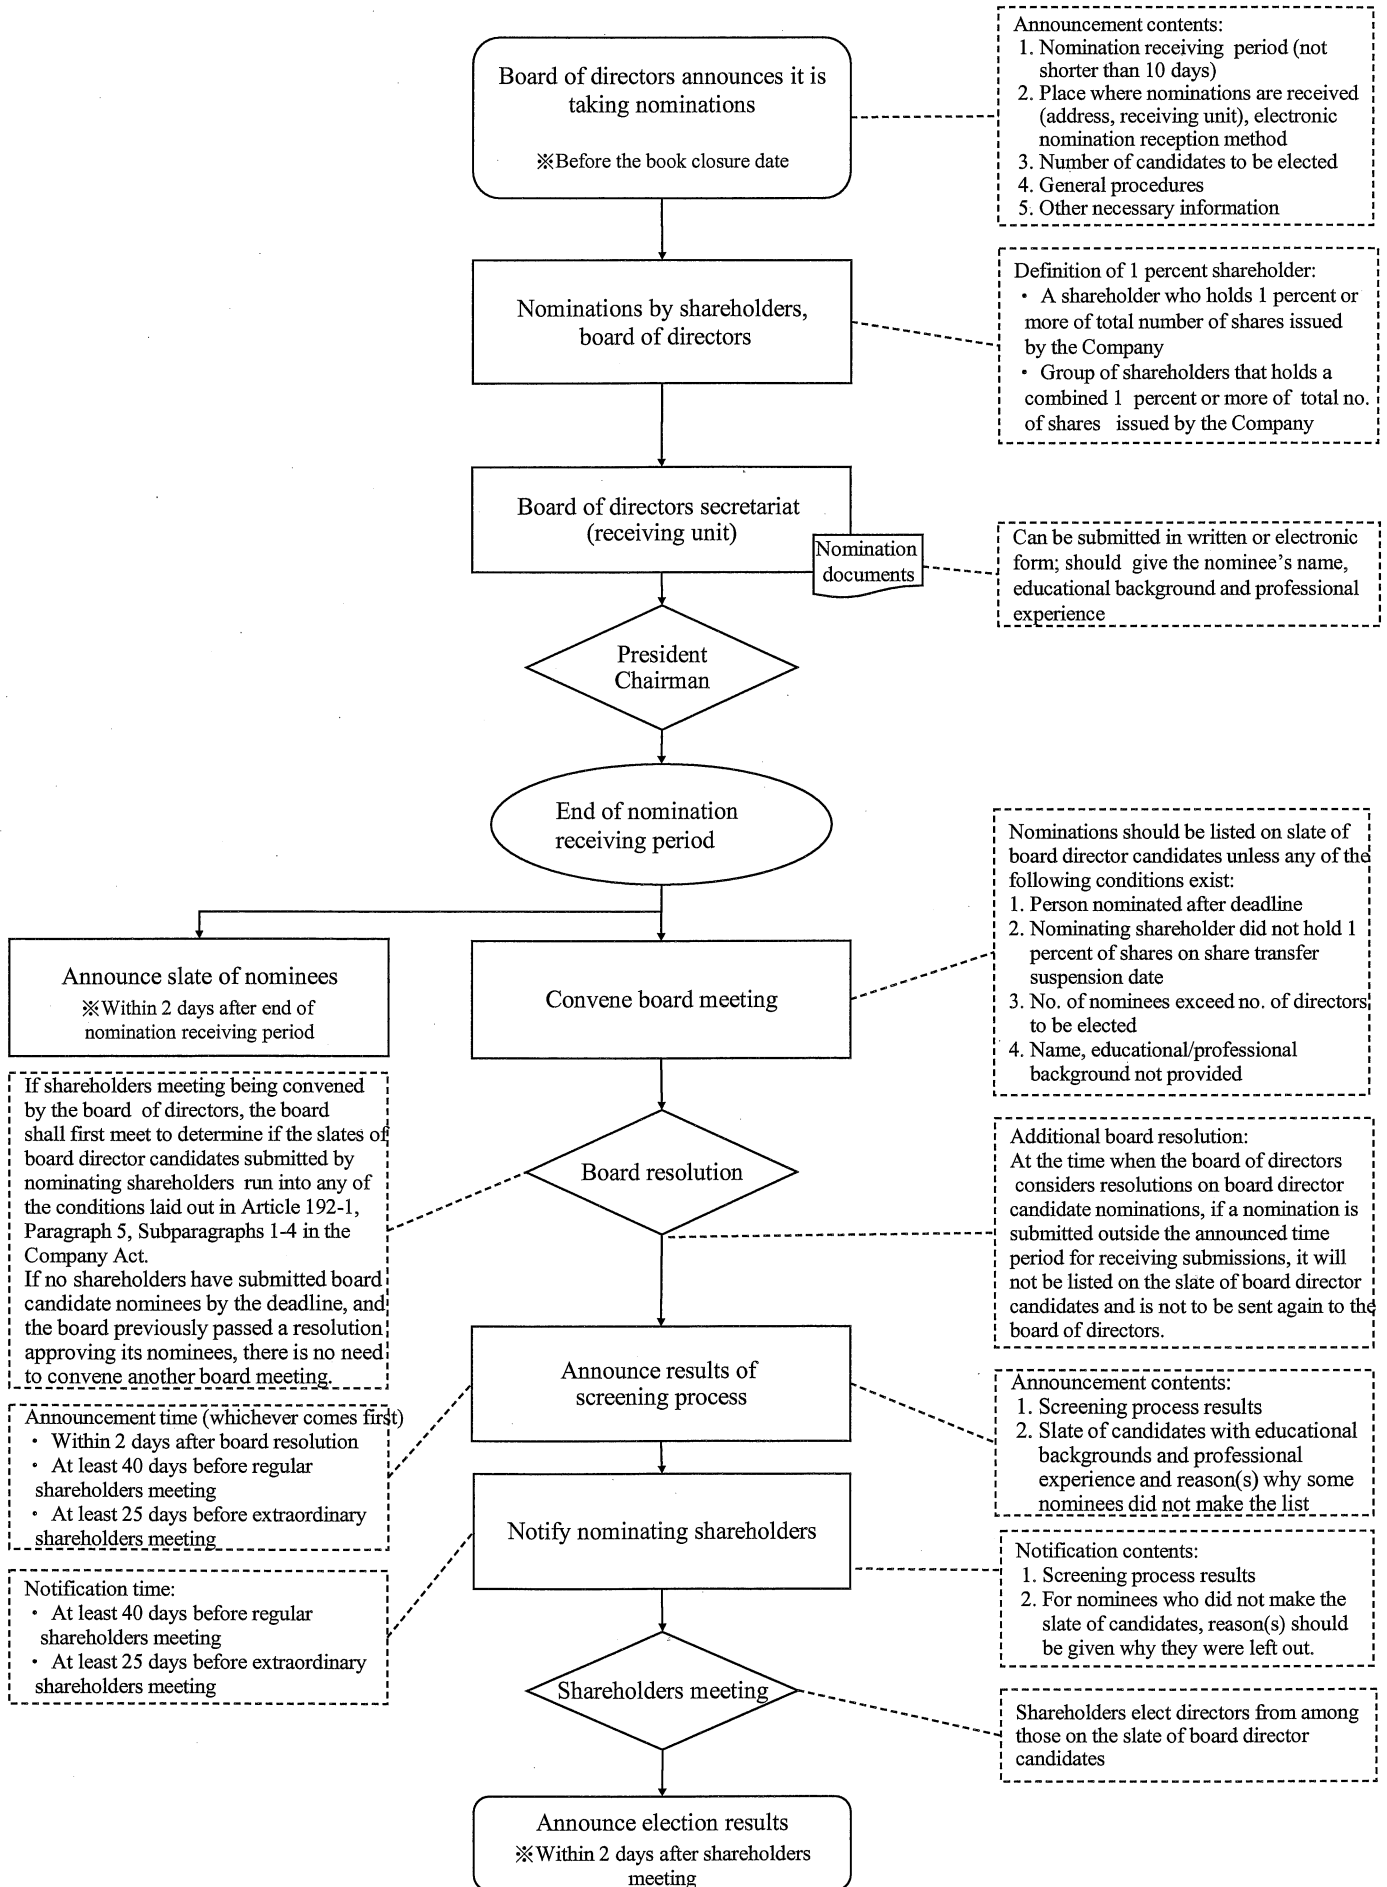 Board of directors announces it is
taking nominations
※Before the book closure date
Announcement contents:
1. Nomination receiving period (not
shorter than 10 days)
2. Place where nominations are received
(address, receiving unit), electronic
nomination reception method
3. Number of candidates to be elected
4. General procedures
5. Other necessary information
Nominations by shareholders,
board of directors
Definition of 1 percent shareholder:
・ A shareholder who holds 1 percent or
more of total number of shares issued
by the Company
・ Group of shareholders that holds a
combined 1 percent or more of total no.
of shares issued by the Company
Board of directors secretariat
(receiving unit)
Nomination
documents
Can be submitted in written or electronic
form; should give the nominee's name,
educational background and professional
experience
President
Chairman
End of nomination
receiving period
Announce slate of nominees
※Within 2 days after end of
nomination receiving period
Convene board meeting
Nominations should be listed on slate of
board director candidates unless any of the
following conditions exist:
1. Person nominated after deadline
2. Nominating shareholder did not hold 1
percent of shares on share transfer
suspension date
3. No. of nominees exceed no. of directors
to be elected
4. Name, educational/professional
background not provided
If shareholders meeting being convened
by the board of directors, the board
shall first meet to determine if the slates of
board director candidates submitted by
nominating shareholders run into any of
the conditions laid out in Article 192-1,
Paragraph 5, Subparagraphs 1-4 in the
Company Act.
If no shareholders have submitted board
candidate nominees by the deadline, and
the board previously passed a resolution
approving its nominees, there is no need
to convene another board meeting.
Board resolution
Additional board resolution:
At the time when the board of directors
considers resolutions on board director
candidate nominations, if a nomination is
submitted outside the announced time
period for receiving submissions, it will
not be listed on the slate of board director
candidates and is not to be sent again to the
board of directors.
Announce results of
screening process
Announcement time (whichever comes first)
・ Within 2 days after board resolution
・ At least 40 days before regular
shareholders meeting
・ At least 25 days before extraordinary
shareholders meeting
Announcement contents:
1. Screening process results
2. Slate of candidates with educational
backgrounds and professional
experience and reason(s) why some
nominees did not make the list
Notify nominating shareholders
Notification time:
・ At least 40 days before regular
shareholders meeting
・ At least 25 days before extraordinary
shareholders meeting
Notification contents:
1. Screening process results
2. For nominees who did not make the
slate of candidates, reason(s) should
be given why they were left out.
Shareholders meeting
Shareholders elect directors from among
those on the slate of board director
candidates
Announce election results
※Within 2 days after shareholders
meeting